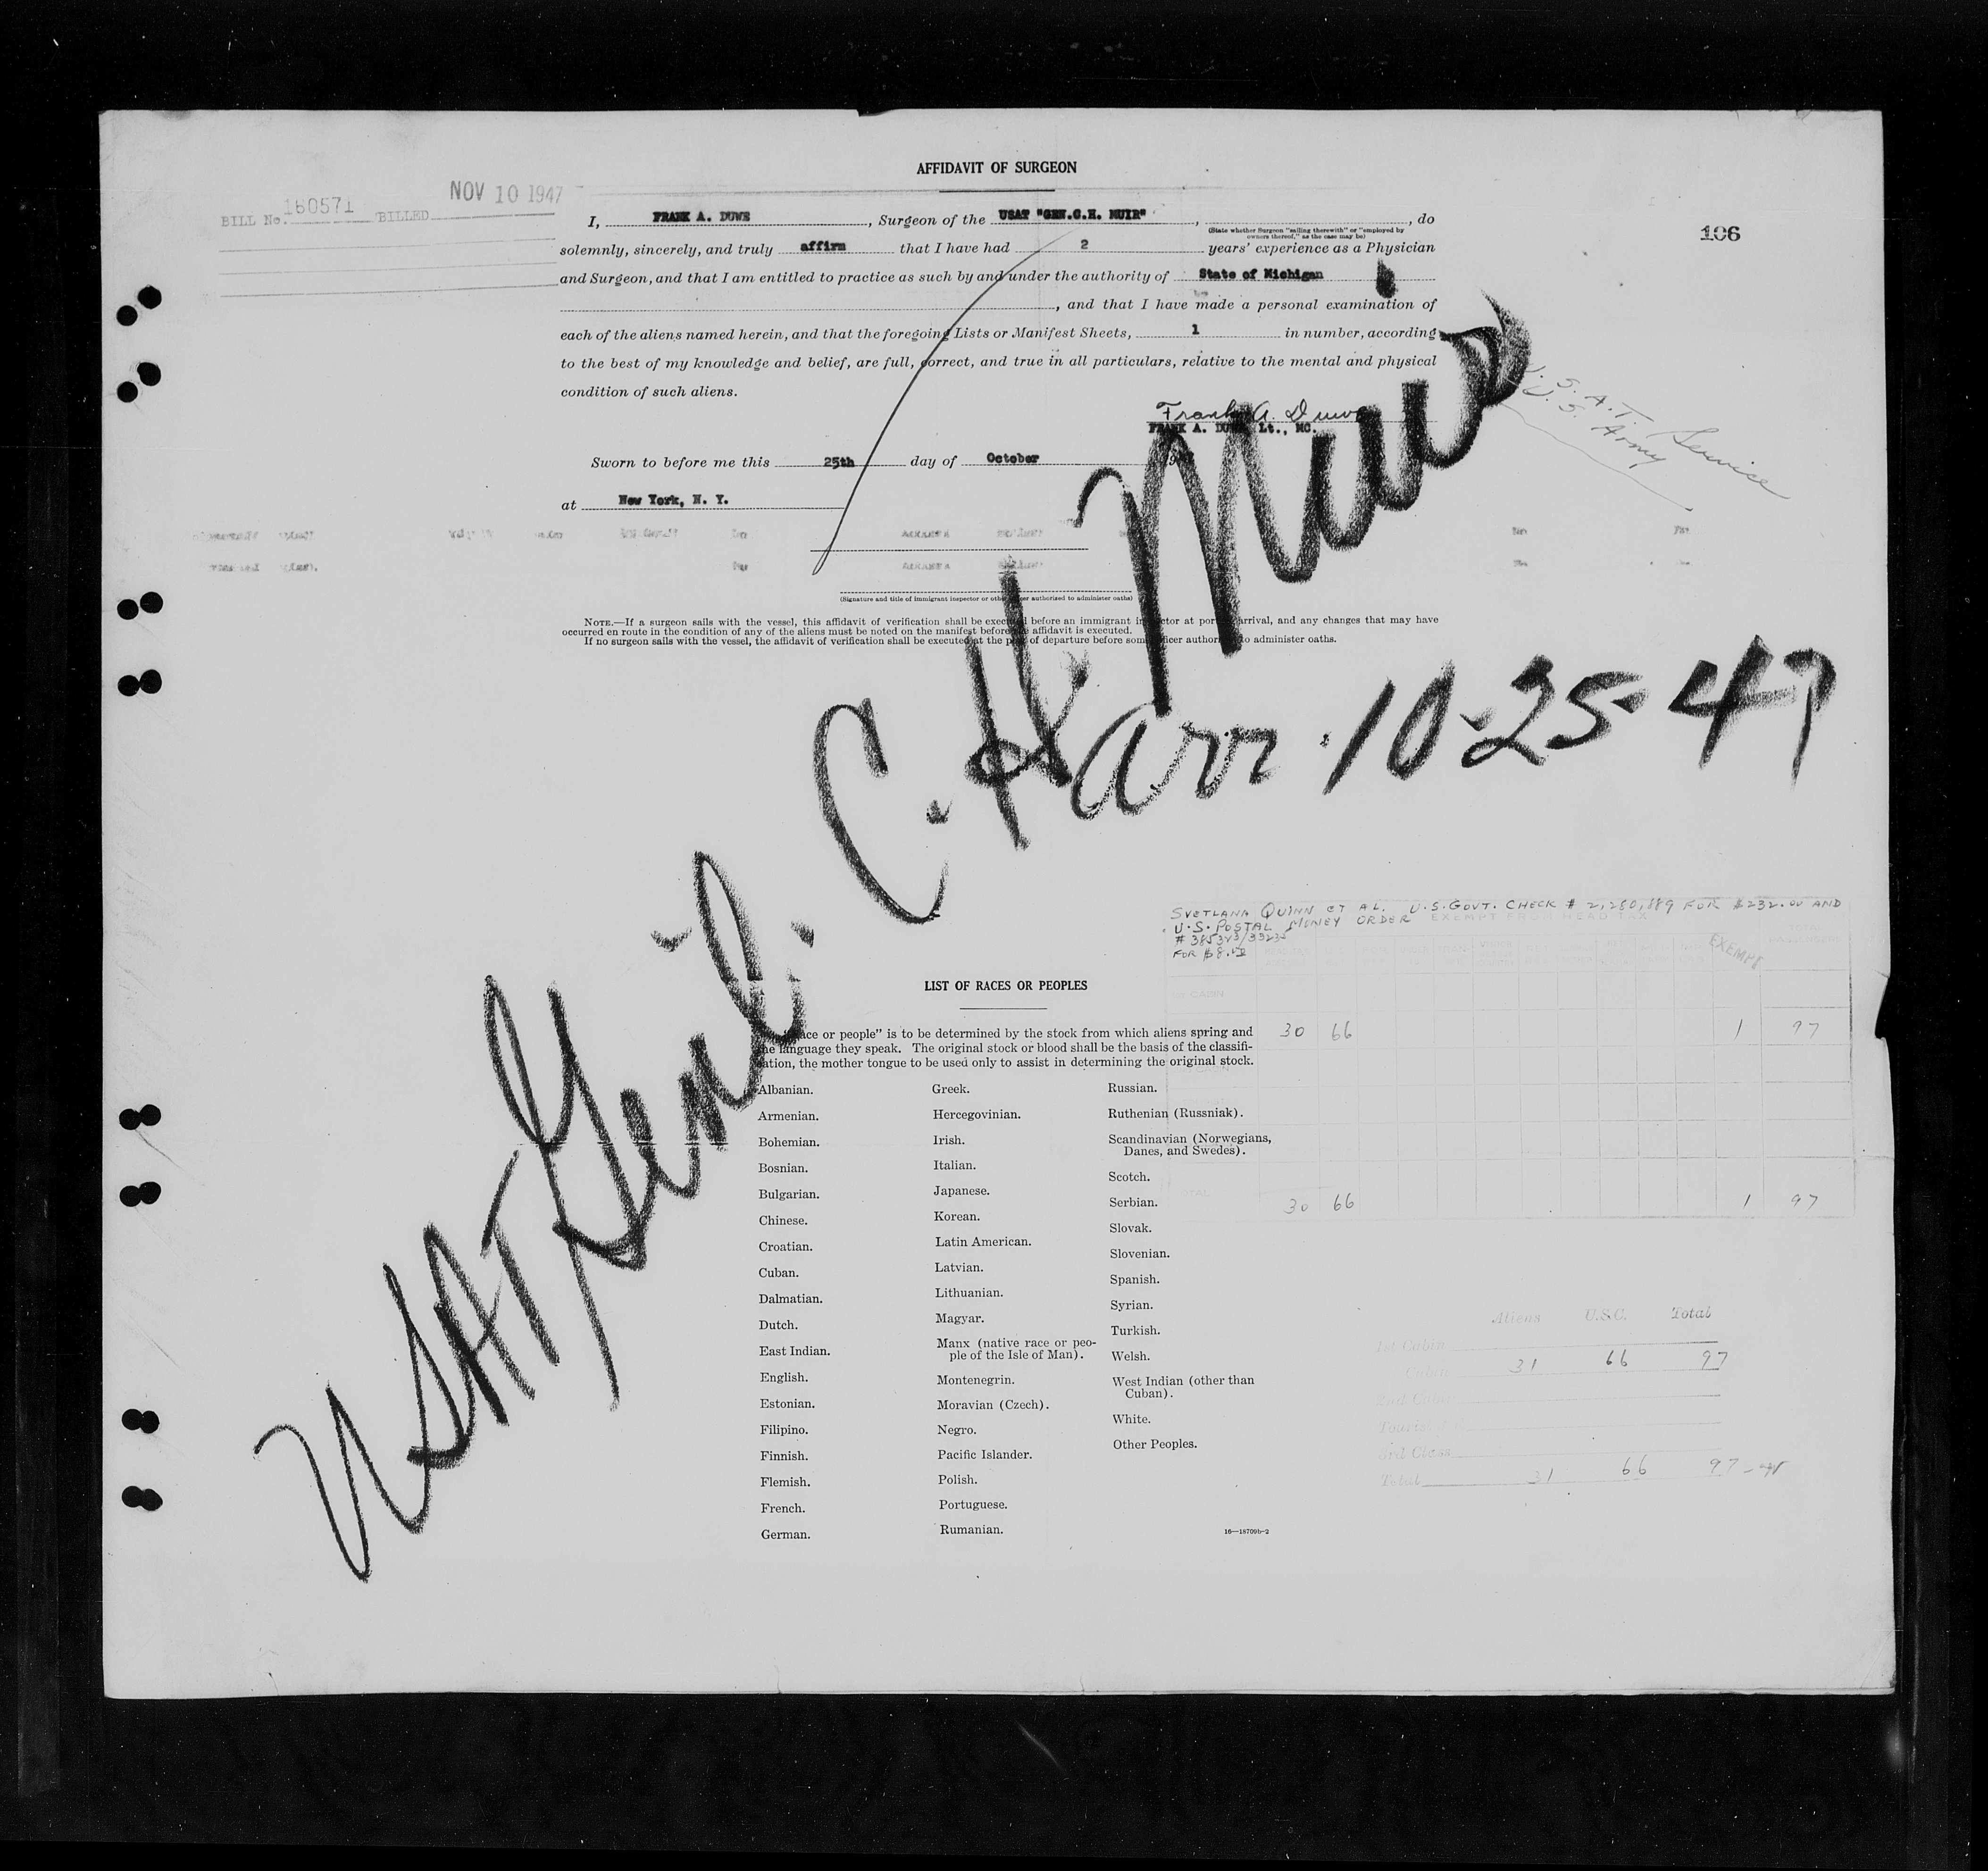 AFFIDAVIT OF SURGEON
NOV 10 1947
BILL No. 160571 BILLED
106
I, FRANK A. DUWE, Surgeon of the USAT "GEN.C.H. MUIR", , do
(State whether Surgeon "sailing therewith" or "employed by
owners thereof," as the case may be)
solemnly, sincerely, and truly affirm that I have had 2 years' experience as a Physician
and Surgeon, and that I am entitled to practice as such by and under the authority of State of Michigan
, and that I have made a personal examination of
each of the aliens named herein, and that the foregoing Lists or Manifest Sheets, 1 in number, according
to the best of my knowledge and belief, are full, correct, and true in all particulars, relative to the mental and physical
condition of such aliens.
Frank A. Duwe
FRANK A. DUWE, Lt., MC.
U.S.A.T. Service
U.S. Army
Sworn to before me this 25th day of October
at New York, N. Y.
(Signature and title of immigrant inspector or other officer authorized to administer oaths)
NOTE.—If a surgeon sails with the vessel, this affidavit of verification shall be executed before an immigrant inspector at port of arrival, and any changes that may have
occurred en route in the condition of any of the aliens must be noted on the manifest before the affidavit is executed.
If no surgeon sails with the vessel, the affidavit of verification shall be executed at the port of departure before some officer authorized to administer oaths.
USAT Genl. C. H. Muir
arr. 10-25-47
SVETLANA QUINN ET AL. U.S. GOVT. CHECK # 2,280,889 FOR $232.00 AND
U.S. POSTAL MONEY ORDER
FOR $8.00
EXEMPT FROM HEAD TAX
EXEMPT
1st CABIN
30 66 1 97
TOTAL
30 66 1 97
LIST OF RACES OR PEOPLES
"Race or people" is to be determined by the stock from which aliens spring and
the language they speak. The original stock or blood shall be the basis of the classifi-
cation, the mother tongue to be used only to assist in determining the original stock.
Albanian.
Armenian.
Bohemian.
Bosnian.
Bulgarian.
Chinese.
Croatian.
Cuban.
Dalmatian.
Dutch.
East Indian.
English.
Estonian.
Filipino.
Finnish.
Flemish.
French.
German.
Greek.
Hercegovinian.
Irish.
Italian.
Japanese.
Korean.
Latin American.
Latvian.
Lithuanian.
Magyar.
Manx (native race or peo-
ple of the Isle of Man).
Montenegrin.
Moravian (Czech).
Negro.
Pacific Islander.
Polish.
Portuguese.
Rumanian.
Russian.
Ruthenian (Russniak).
Scandinavian (Norwegians,
Danes, and Swedes).
Scotch.
Serbian.
Slovak.
Slovenian.
Spanish.
Syrian.
Turkish.
Welsh.
West Indian (other than
Cuban).
White.
Other Peoples.
16—18709b-2
Aliens U.S.C. Total
1st Cabin
Cabin 31 66 97
2nd Cabin
Tourist
3rd Class
Total 31 66 97